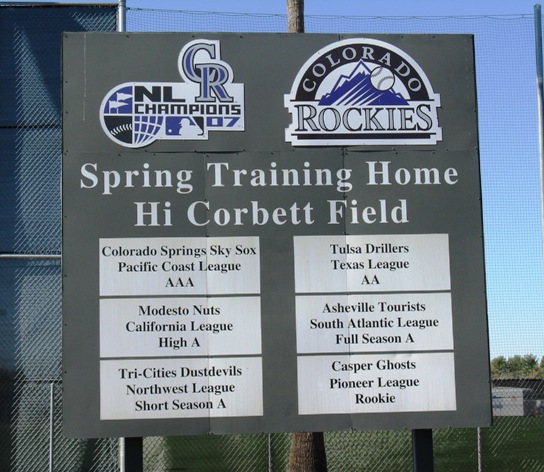 CR
NL
CHAMPIONS
07
COLORADO
ROCKIES
Spring Training Home
Hi Corbett Field
Colorado Springs Sky Sox
Pacific Coast League
AAA
Tulsa Drillers
Texas League
AA
Modesto Nuts
California League
High A
Asheville Tourists
South Atlantic League
Full Season A
Tri-Cities Dustdevils
Northwest League
Short Season A
Casper Ghosts
Pioneer League
Rookie